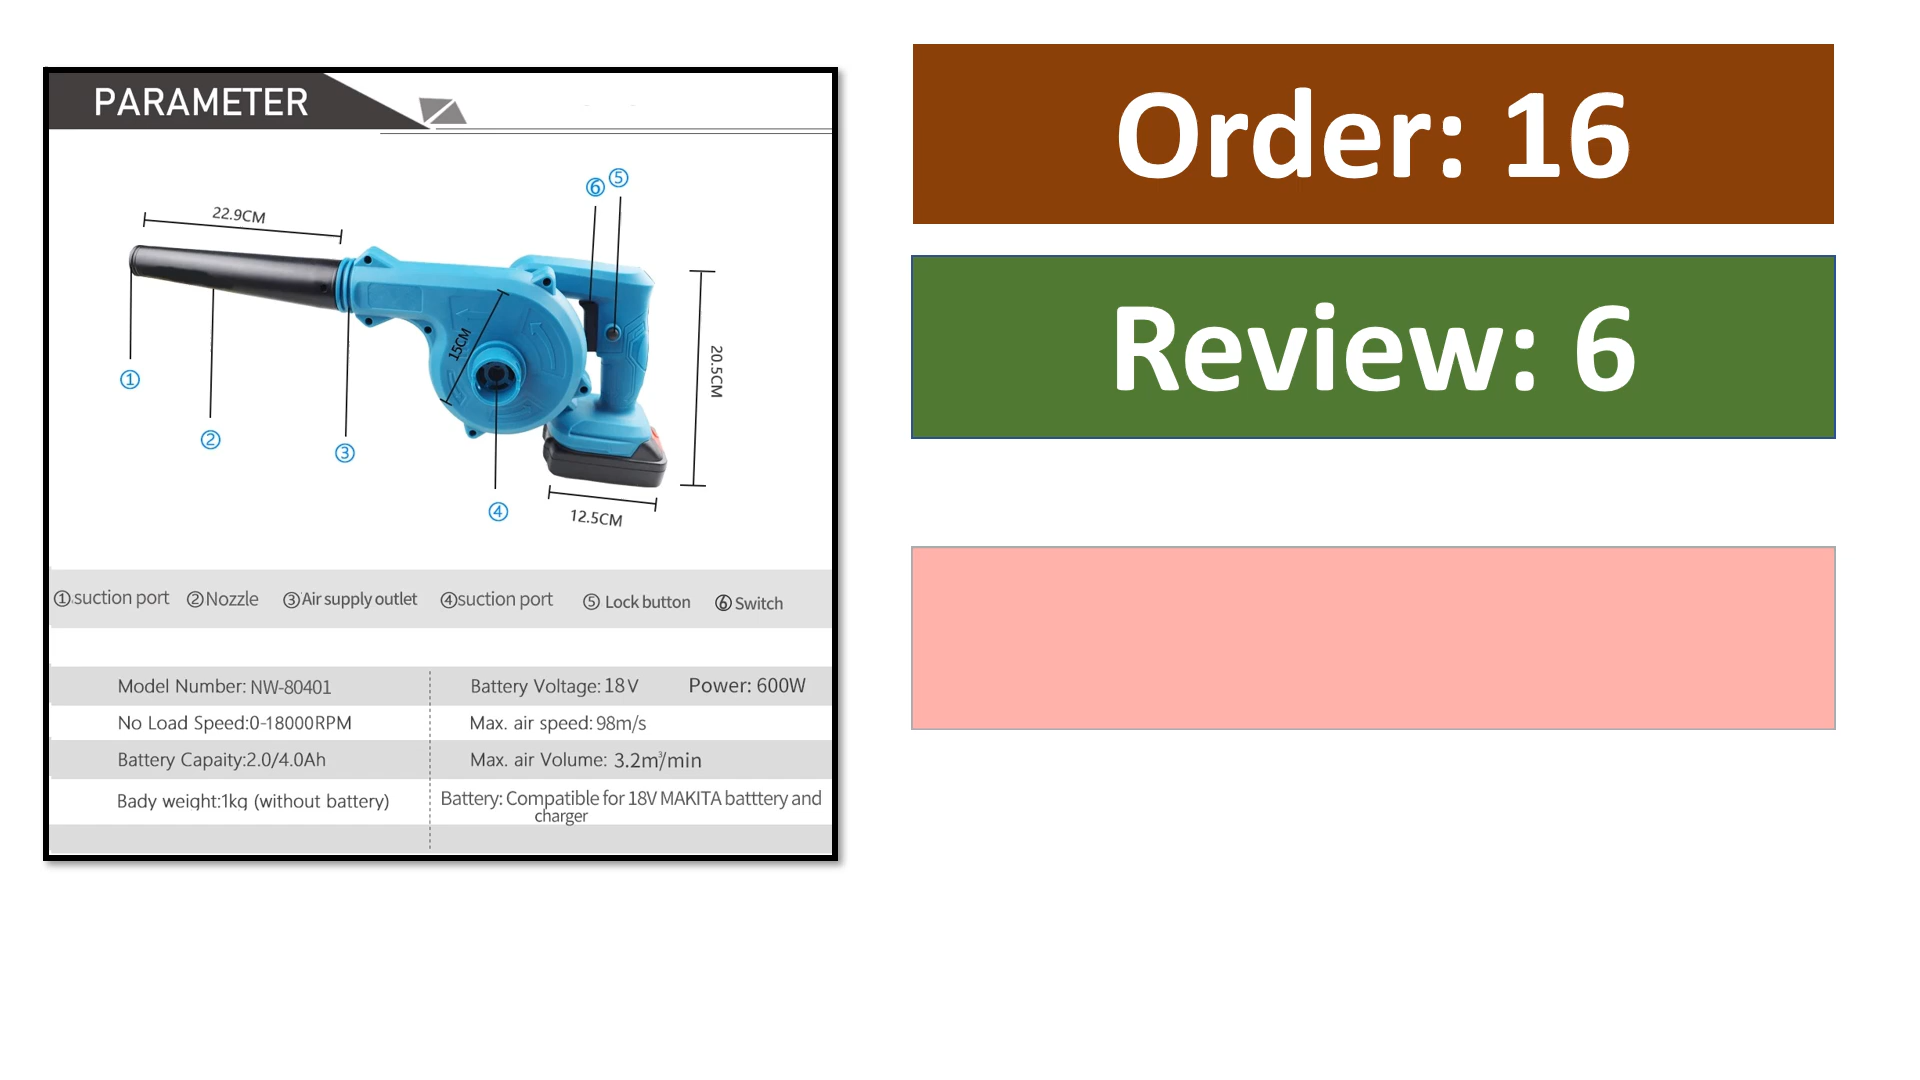 PARAMETER
Order: 16
Review: 6
22.9CM
⑥ ⑤
15CM
20.5CM
①
②
③
④
12.5CM
①.suction port ②Nozzle ③Air supply outlet ④suction port ⑤ Lock button ⑥ Switch
Model Number: NW-80401
Battery Voltage: 18V Power: 600W
No Load Speed:0-18000RPM
Max. air speed: 98m/s
Battery Capaity:2.0/4.0Ah
Max. air Volume: 3.2m³/min
Bady weight:1kg (without battery)
Battery: Compatible for 18V MAKITA batttery and
charger